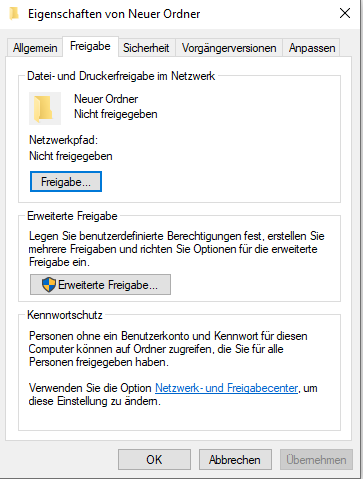 Eigenschaften von Neuer Ordner
Allgemein Freigabe Sicherheit Vorgängerversionen Anpassen
Datei- und Druckerfreigabe im Netzwerk
Neuer Ordner
Nicht freigegeben
Netzwerkpfad:
Nicht freigegeben
Freigabe...
Erweiterte Freigabe
Legen Sie benutzerdefinierte Berechtigungen fest, erstellen Sie
mehrere Freigaben und richten Sie Optionen für die erweiterte
Freigabe ein.
Erweiterte Freigabe...
Kennwortschutz
Personen ohne ein Benutzerkonto und Kennwort für diesen
Computer können auf Ordner zugreifen, die Sie für alle
Personen freigegeben haben.
Verwenden Sie die Option Netzwerk- und Freigabecenter, um
diese Einstellung zu ändern.
OK Abbrechen Übernehmen